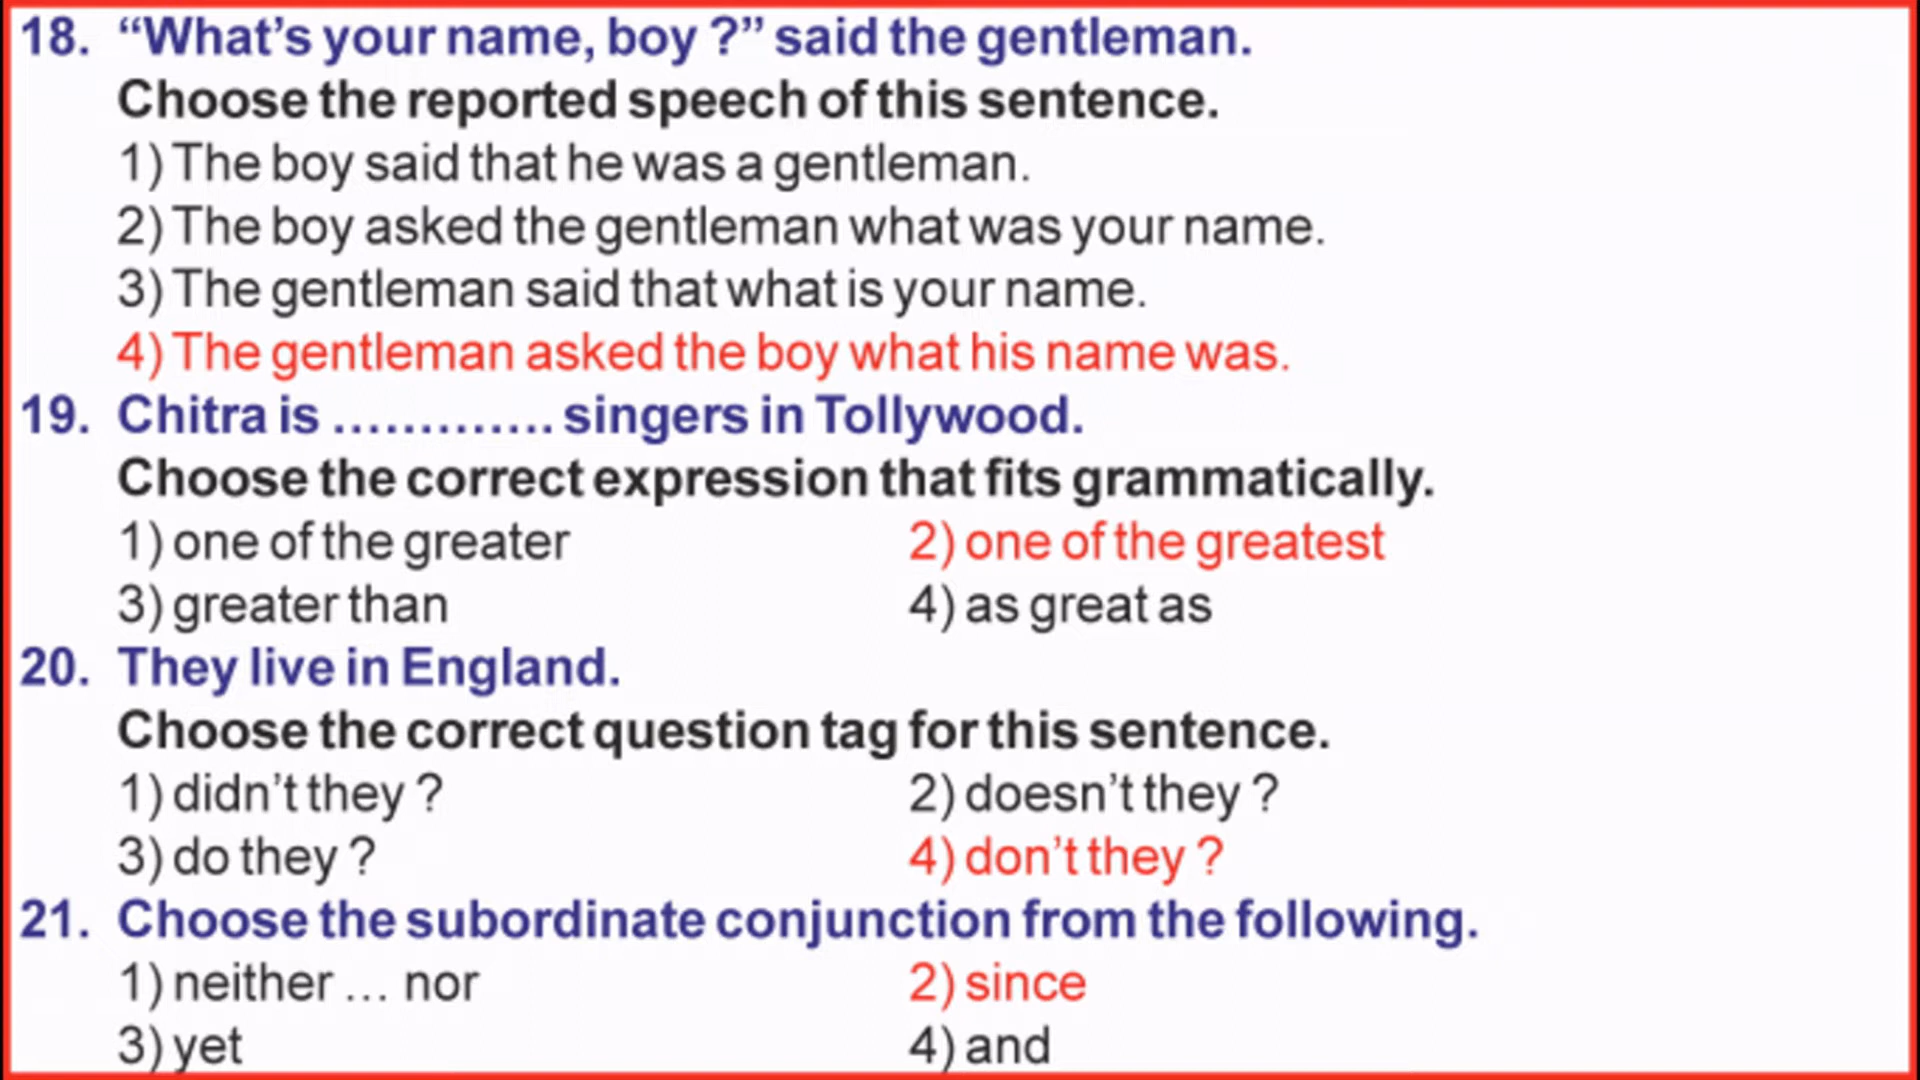 18. “What’s your name, boy ?” said the gentleman.
Choose the reported speech of this sentence.
1) The boy said that he was a gentleman.
2) The boy asked the gentleman what was your name.
3) The gentleman said that what is your name.
4) The gentleman asked the boy what his name was.
19. Chitra is ............. singers in Tollywood.
Choose the correct expression that fits grammatically.
1) one of the greater 2) one of the greatest
3) greater than 4) as great as
20. They live in England.
Choose the correct question tag for this sentence.
1) didn’t they ? 2) doesn’t they ?
3) do they ? 4) don’t they ?
21. Choose the subordinate conjunction from the following.
1) neither ... nor 2) since
3) yet 4) and